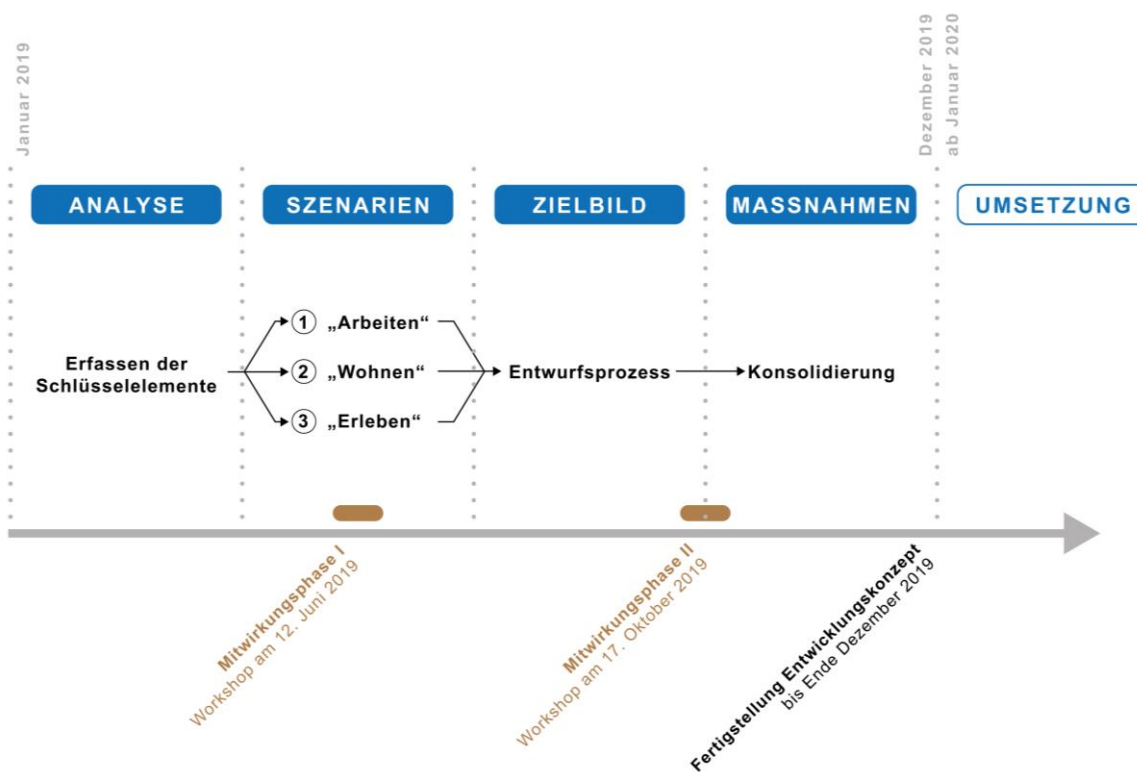 Januar 2019
Dezember 2019
ab Januar 2020
ANALYSE
SZENARIEN
ZIELBILD
MASSNAHMEN
UMSETZUNG
Erfassen der
Schlüsselelemente
1 „Arbeiten“
2 „Wohnen“
3 „Erleben“
Entwurfsprozess
Konsolidierung
Mitwirkungsphase I
Workshop am 12. Juni 2019
Mitwirkungsphase II
Workshop am 17. Oktober 2019
Fertigstellung Entwicklungskonzept
bis Ende Dezember 2019